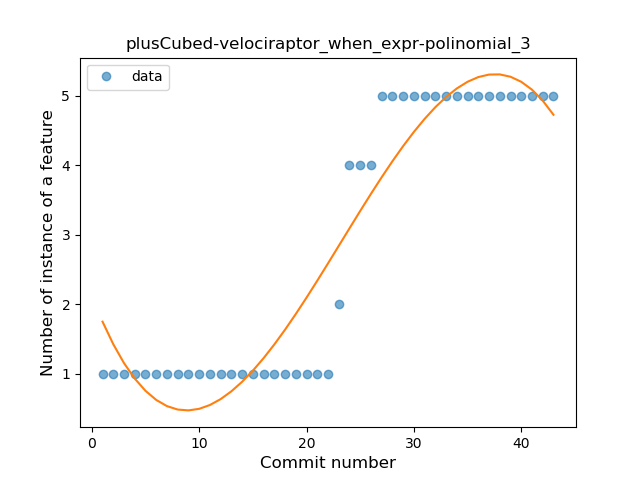 plusCubed-velociraptor_when_expr-polinomial_3
data
Number of instance of a feature
5
4
3
2
1
0
10
20
30
40
Commit number